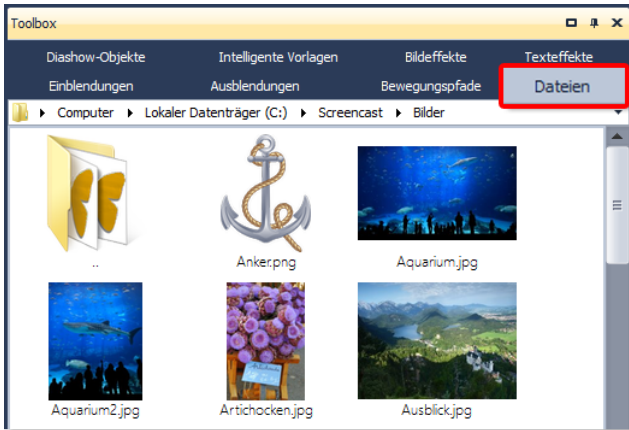 Toolbox
Diashow-Objekte Intelligente Vorlagen Bildeffekte Texteffekte
Einblendungen Ausblendungen Bewegungspfade Dateien
Computer Lokaler Datenträger (C:) Screencast Bilder
.. Anker.png Aquarium.jpg
Aquarium2.jpg Artichocken.jpg Ausblick.jpg